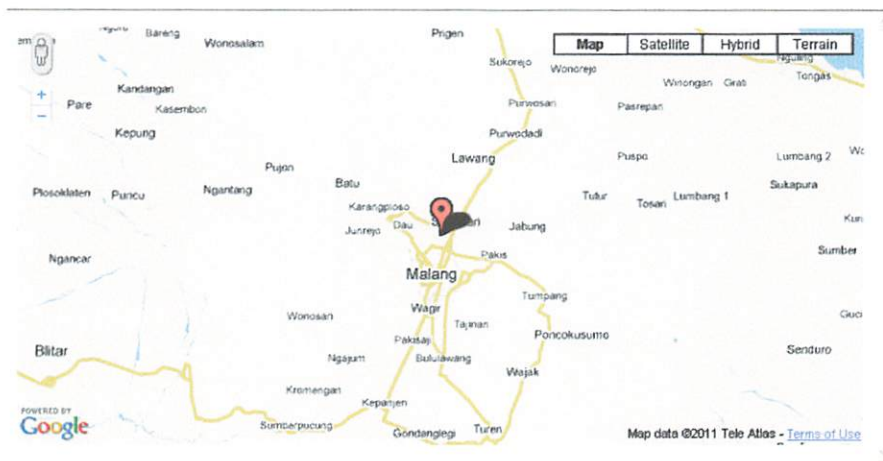 Bareng
Prigen
Wonosalam
Map Satellite Hybrid Terrain
Sukorejo
Wonorejo
Nguling
Tongas
Winongan Grati
Kandangan
Pare
Kasembon
Purwosari
Pasrepan
Kepung
Purwodadi
Lawang
Puspo
Lumbang 2
Pujon
Batu
Plosoklaten
Puncu
Ngantang
Tutur
Tosari
Lumbang 1
Sukapura
Karangploso
Junrejo
Dau
Jabung
Ngancar
Pakis
Sumber
Malang
Tumpang
Wonosari
Wagir
Tajinan
Poncokusumo
Pakisaji
Blitar
Ngajum
Bululawang
Senduro
Wajak
Kromengan
Kepanjen
POWERED BY
Google
Sumberpucung
Gondanglegi
Turen
Map data ©2011 Tele Atlas - Terms of Use